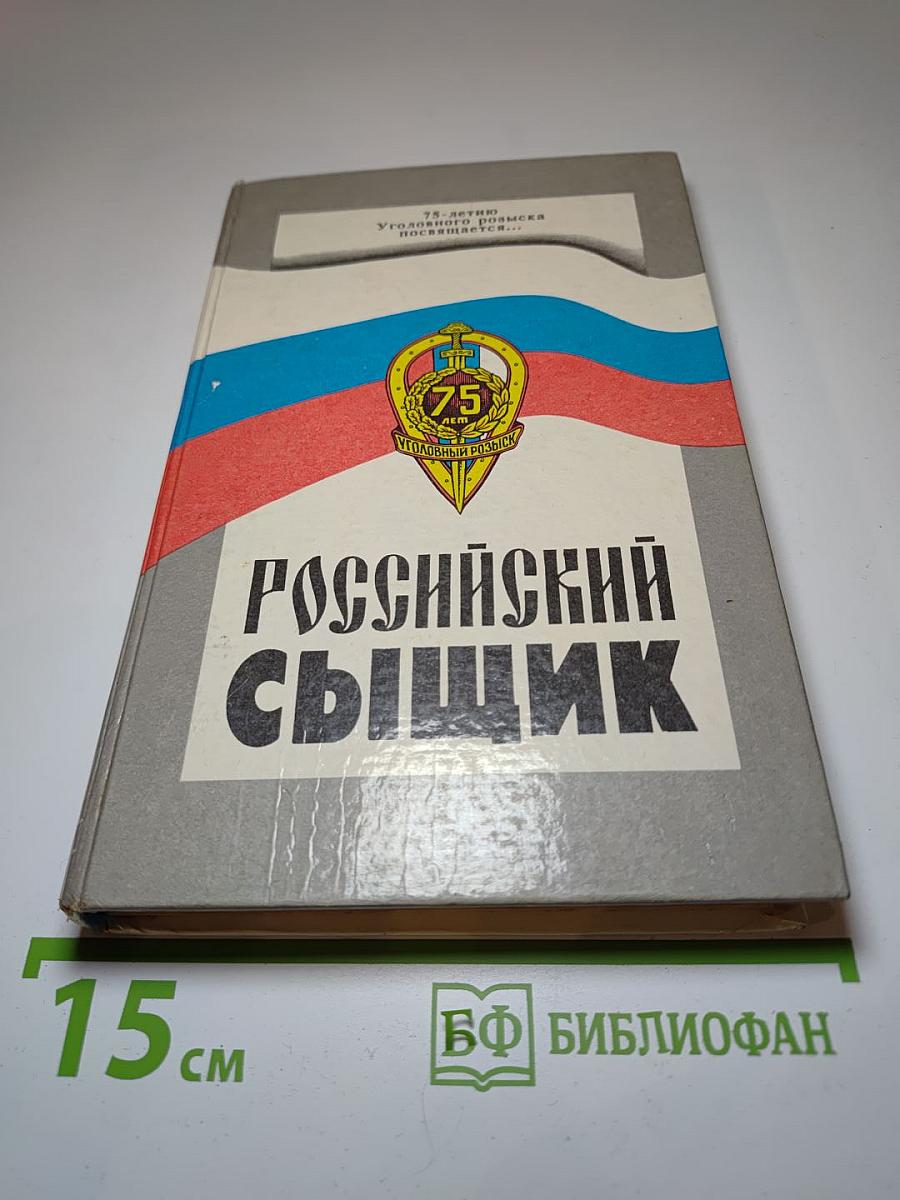 75-летию
Уголовного розыска
посвящается...
75
ЛЕТ
УГОЛОВНЫЙ РОЗЫСК
РОССИЙСКИЙ
СЫЩИК
15 см
БФ БИБЛИОФАН